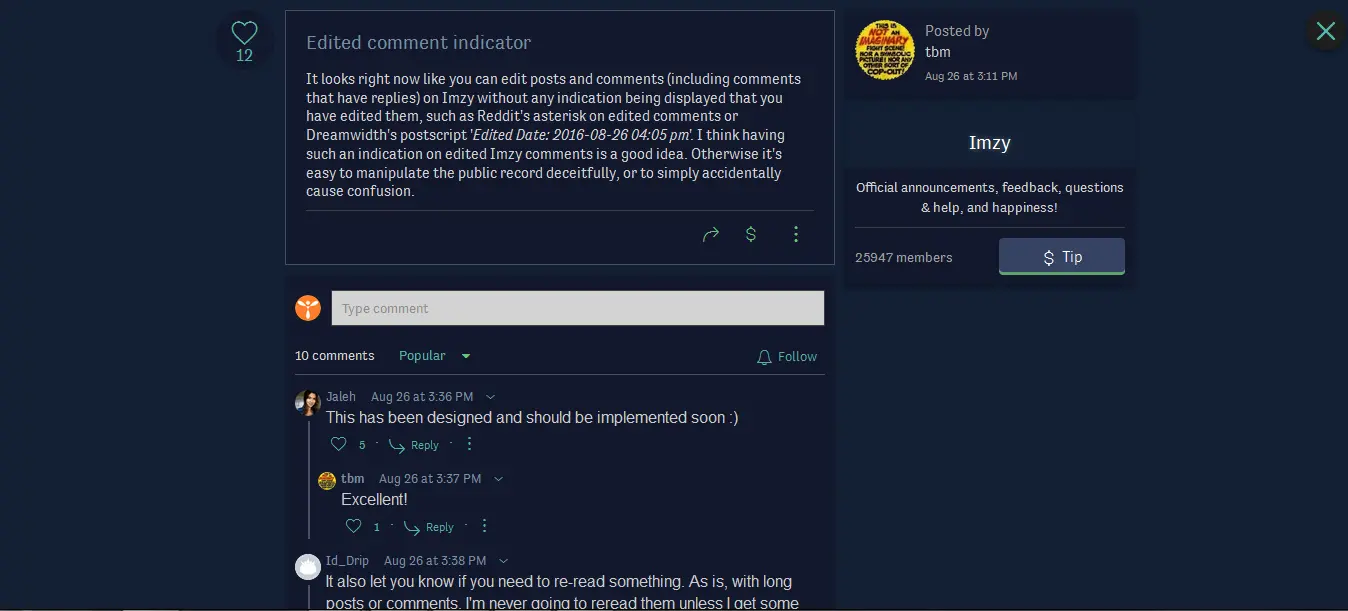 12
Edited comment indicator
It looks right now like you can edit posts and comments (including comments
that have replies) on Imzy without any indication being displayed that you
have edited them, such as Reddit's asterisk on edited comments or
Dreamwidth's postscript 'Edited Date: 2016-08-26 04:05 pm'. I think having
such an indication on edited Imzy comments is a good idea. Otherwise it's
easy to manipulate the public record deceitfully, or to simply accidentally
cause confusion.
$
Type comment
10 comments Popular
Follow
Jaleh Aug 26 at 3:36 PM
This has been designed and should be implemented soon :)
5 · Reply ·
tbm Aug 26 at 3:37 PM
Excellent!
1 · Reply ·
Id_Drip Aug 26 at 3:38 PM
It also let you know if you need to re-read something. As is, with long
posts or comments. I'm never going to reread them unless I get some
THIS IS
NOT AN
IMAGINARY
FIGHT SCENE!
NOR A SYMBOLIC
PICTURE! NOR ANY
OTHER SORT OF
COP-OUT!
Posted by
tbm
Aug 26 at 3:11 PM
Imzy
Official announcements, feedback, questions
& help, and happiness!
25947 members
$ Tip